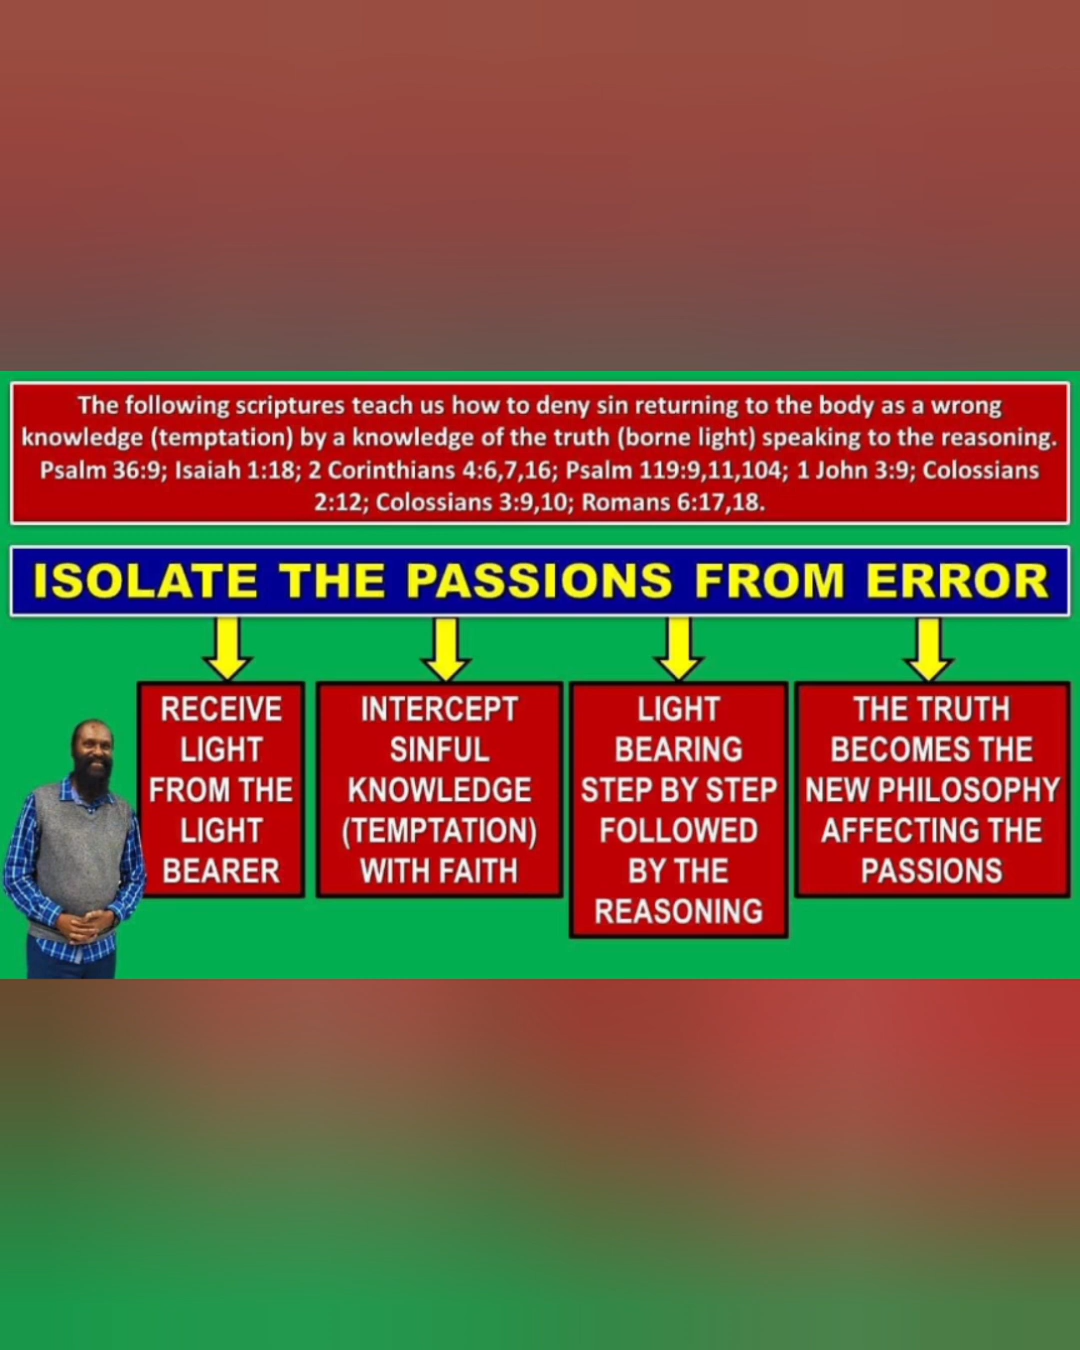 The following scriptures teach us how to deny sin returning to the body as a wrong
knowledge (temptation) by a knowledge of the truth (borne light) speaking to the reasoning.
Psalm 36:9; Isaiah 1:18; 2 Corinthians 4:6,7,16; Psalm 119:9,11,104; 1 John 3:9; Colossians
2:12; Colossians 3:9,10; Romans 6:17,18.
ISOLATE THE PASSIONS FROM ERROR
RECEIVE
LIGHT
FROM THE
LIGHT
BEARER
INTERCEPT
SINFUL
KNOWLEDGE
(TEMPTATION)
WITH FAITH
LIGHT
BEARING
STEP BY STEP
FOLLOWED
BY THE
REASONING
THE TRUTH
BECOMES THE
NEW PHILOSOPHY
AFFECTING THE
PASSIONS